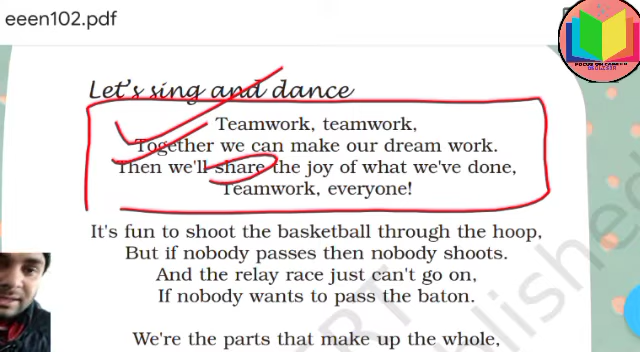 eeen102.pdf
Let's sing and dance
Teamwork, teamwork,
Together we can make our dream work.
Then we'll share the joy of what we've done,
Teamwork, everyone!
It's fun to shoot the basketball through the hoop,
But if nobody passes then nobody shoots.
And the relay race just can't go on,
If nobody wants to pass the baton.
We're the parts that make up the whole,